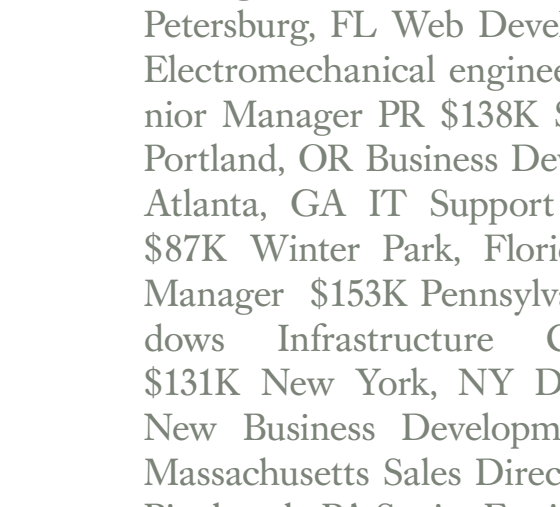 Petersburg, FL Web Deve
Electromechanical enginee
nior Manager PR $138K
Portland, OR Business Dev
Atlanta, GA IT Support
$87K Winter Park, Flori
Manager $153K Pennsylv
dows Infrastructure
$131K New York, NY D
New Business Developm
Massachusetts Sales Direc